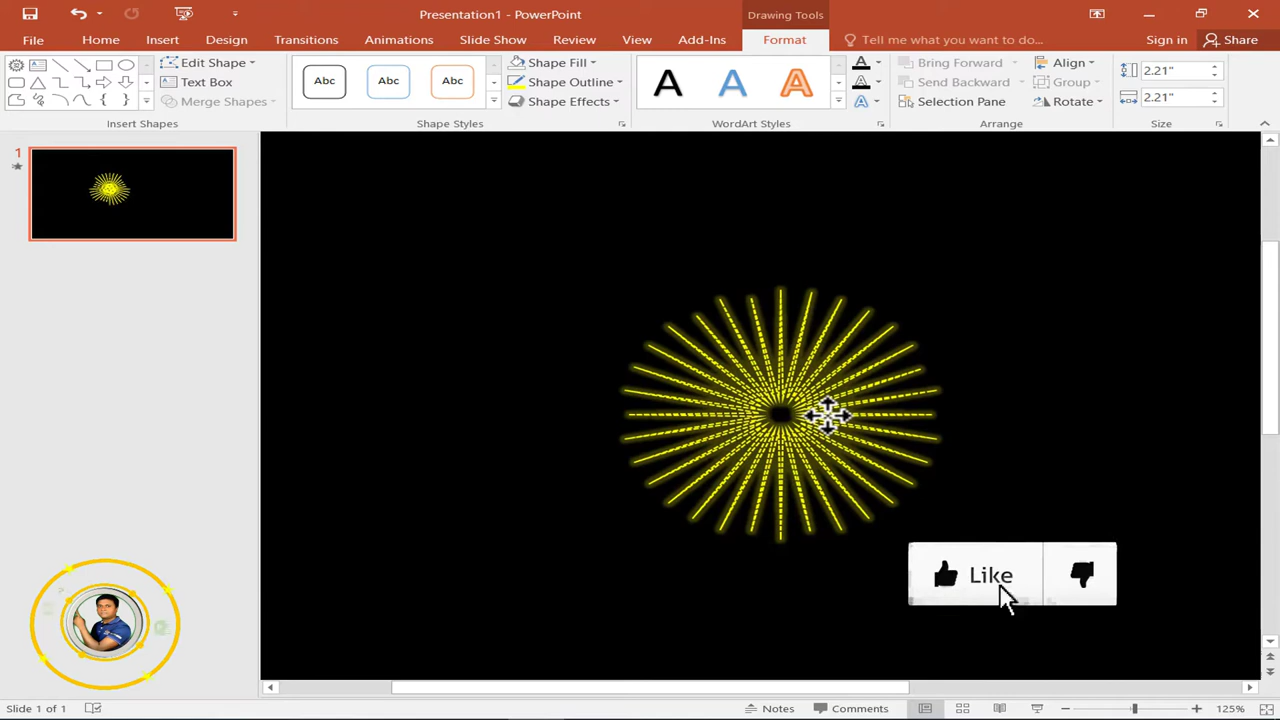 Presentation1 - PowerPoint
Drawing Tools
File
Home
Insert
Design
Transitions
Animations
Slide Show
Review
View
Add-Ins
Format
Tell me what you want to do...
Sign in
Share
Edit Shape
Text Box
Merge Shapes
Insert Shapes
Abc
Abc
Abc
Shape Fill
Shape Outline
Shape Effects
Shape Styles
A
A
A
WordArt Styles
Bring Forward
Send Backward
Selection Pane
Align
Group
Rotate
Arrange
2.21"
2.21"
Size
1
Like
Slide 1 of 1
Notes
Comments
125%